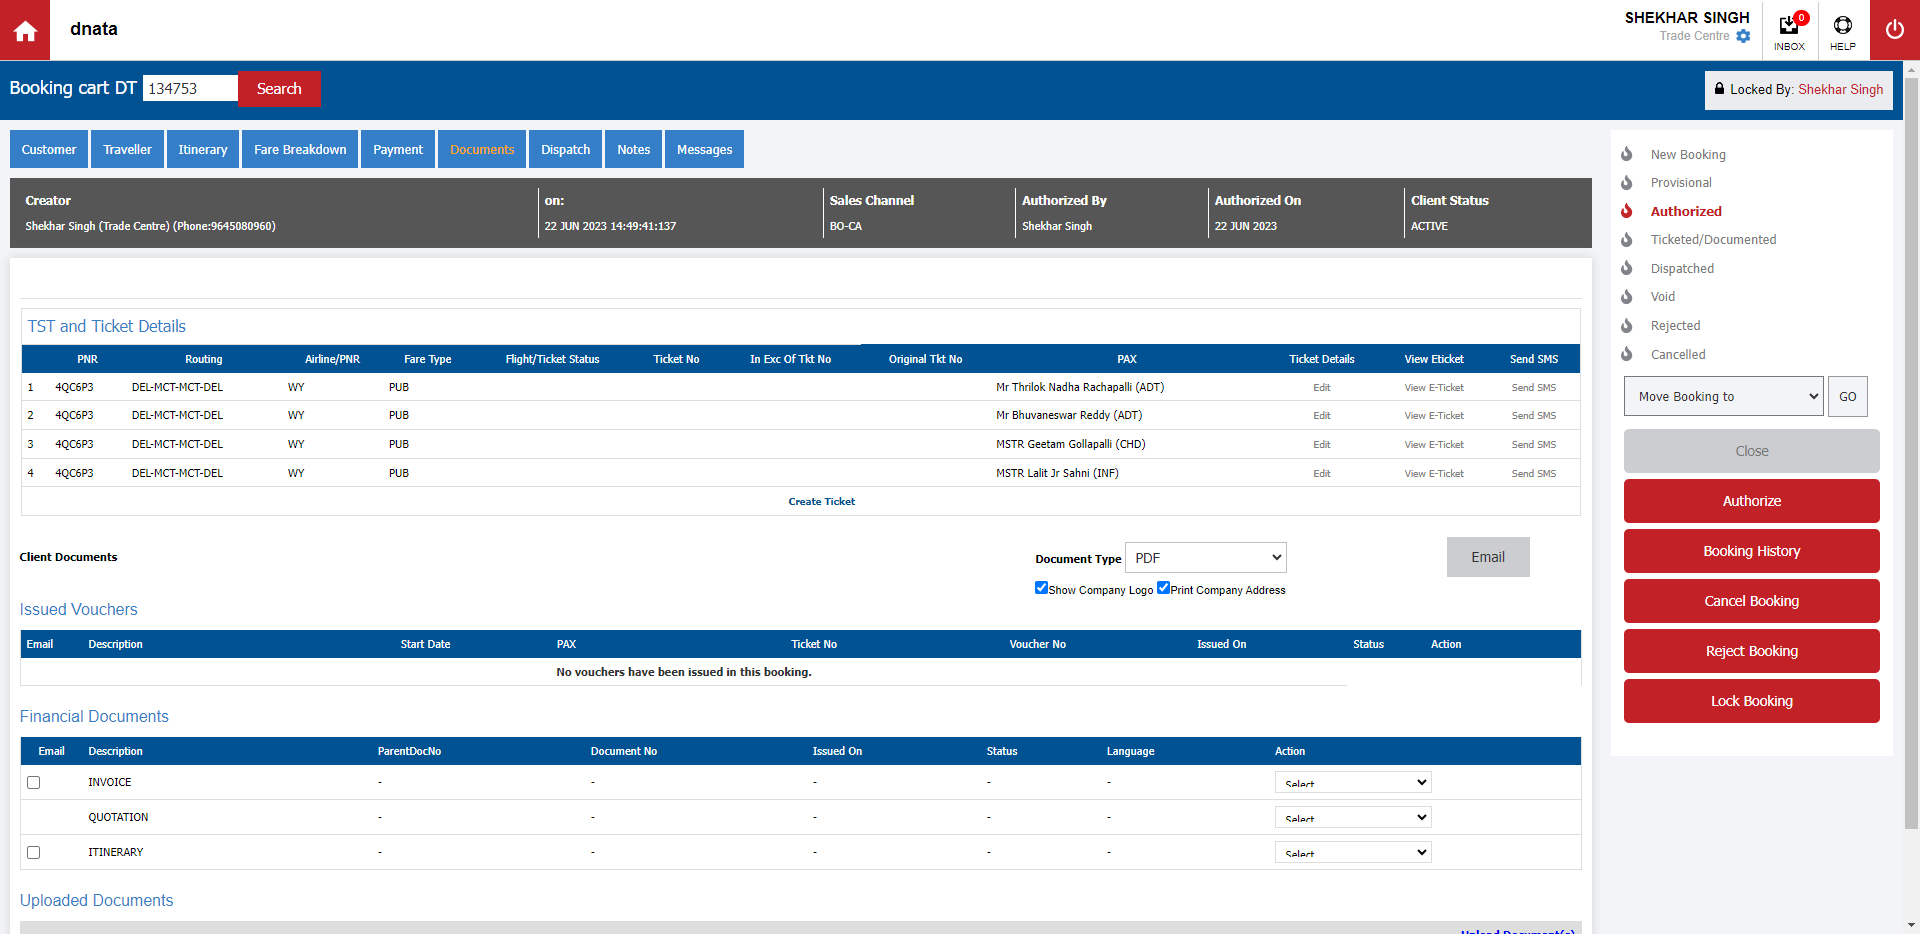 dnata
SHEKHAR SINGH
Trade Centre
0
INBOX
HELP
Booking cart DT 134753 Search
Locked By: Shekhar Singh
Customer Traveller Itinerary Fare Breakdown Payment Documents Dispatch Notes Messages
Creator on: Sales Channel Authorized By Authorized On Client Status
Shekhar Singh (Trade Centre) (Phone:9645080960) 22 JUN 2023 14:49:41:137 BO-CA Shekhar Singh 22 JUN 2023 ACTIVE
TST and Ticket Details
PNR Routing Airline/PNR Fare Type Flight/Ticket Status Ticket No In Exc Of Tkt No Original Tkt No PAX Ticket Details View Eticket Send SMS
1 4QC6P3 DEL-MCT-MCT-DEL WY PUB Mr Thrilok Nadha Rachapalli (ADT) Edit View E-Ticket Send SMS
2 4QC6P3 DEL-MCT-MCT-DEL WY PUB Mr Bhuvaneswar Reddy (ADT) Edit View E-Ticket Send SMS
3 4QC6P3 DEL-MCT-MCT-DEL WY PUB MSTR Geetam Gollapalli (CHD) Edit View E-Ticket Send SMS
4 4QC6P3 DEL-MCT-MCT-DEL WY PUB MSTR Lalit Jr Sahni (INF) Edit View E-Ticket Send SMS
Create Ticket
Client Documents Document Type PDF Email
Show Company Logo Print Company Address
Issued Vouchers
Email Description Start Date PAX Ticket No Voucher No Issued On Status Action
No vouchers have been issued in this booking.
Financial Documents
Email Description ParentDocNo Document No Issued On Status Language Action
INVOICE - - - - - Select
QUOTATION - - - - - Select
ITINERARY - - - - - Select
Uploaded Documents
Upload Document(s)
New Booking
Provisional
Authorized
Ticketed/Documented
Dispatched
Void
Rejected
Cancelled
Move Booking to GO
Close
Authorize
Booking History
Cancel Booking
Reject Booking
Lock Booking